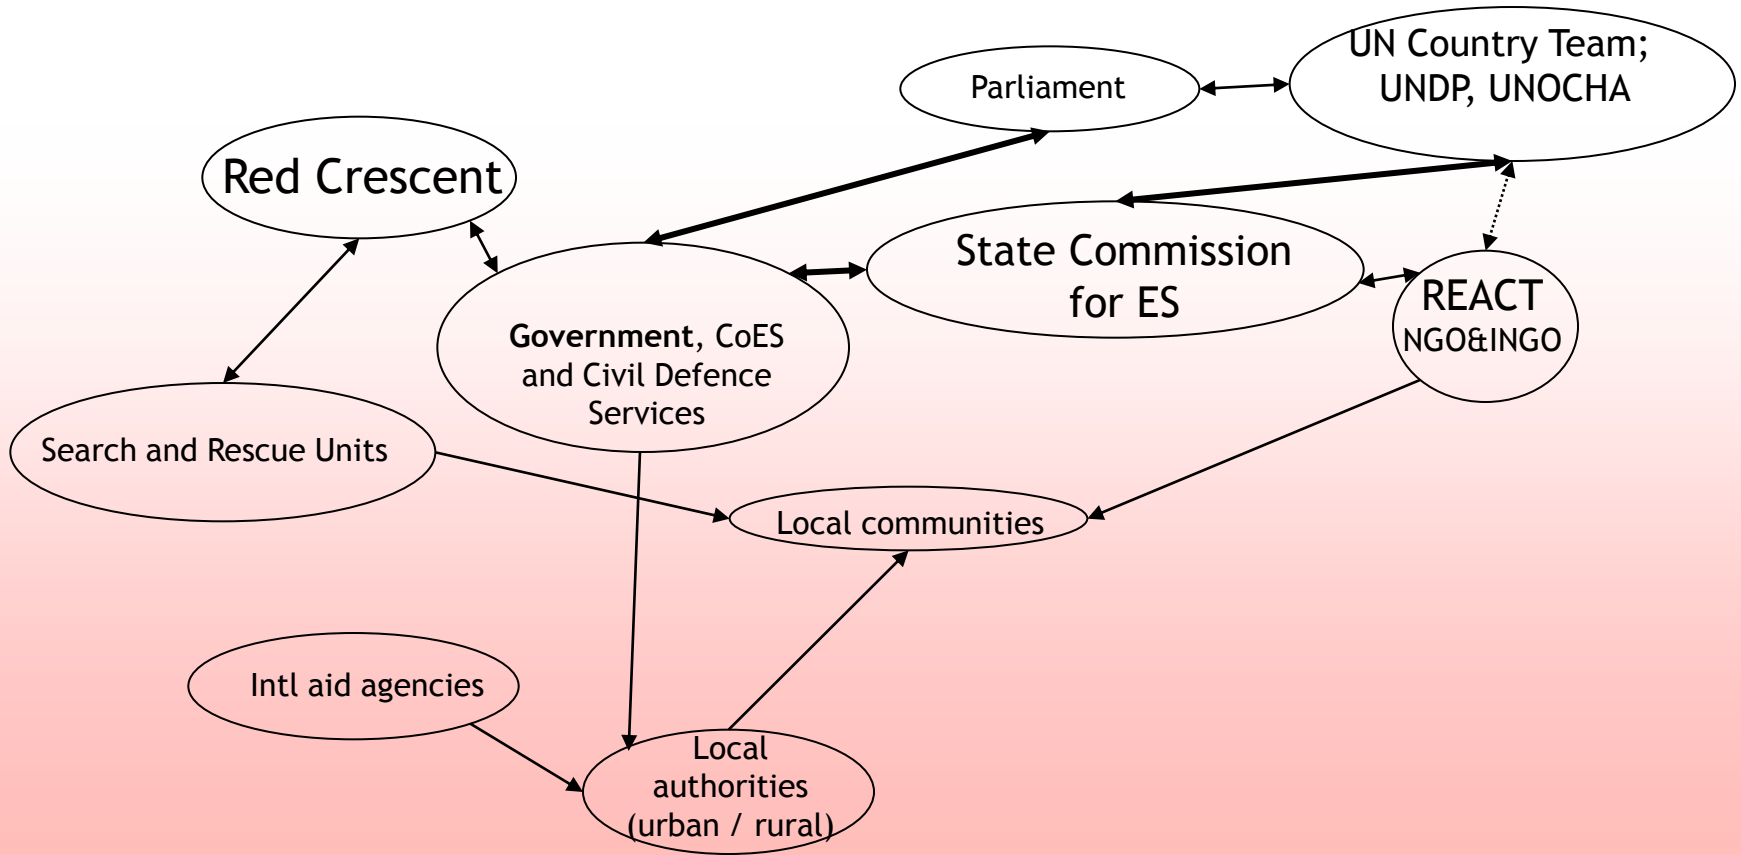 UN Country Team;
UNDP, UNOCHA
Parliament
Red Crescent
State Commission
for ES
REACT
NGO&INGO
Government, CoES
and Civil Defence
Services
Search and Rescue Units
Local communities
Intl aid agencies
Local
authorities
(urban / rural)